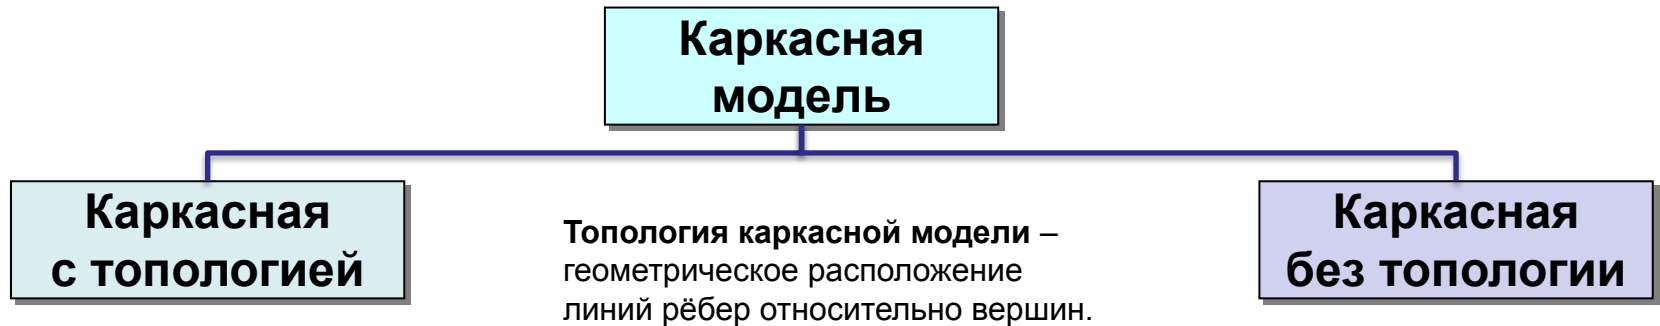 Каркасная
модель
Каркасная
с топологией
Топология каркасной модели –
геометрическое расположение
линий рёбер относительно вершин.
Каркасная
без топологии